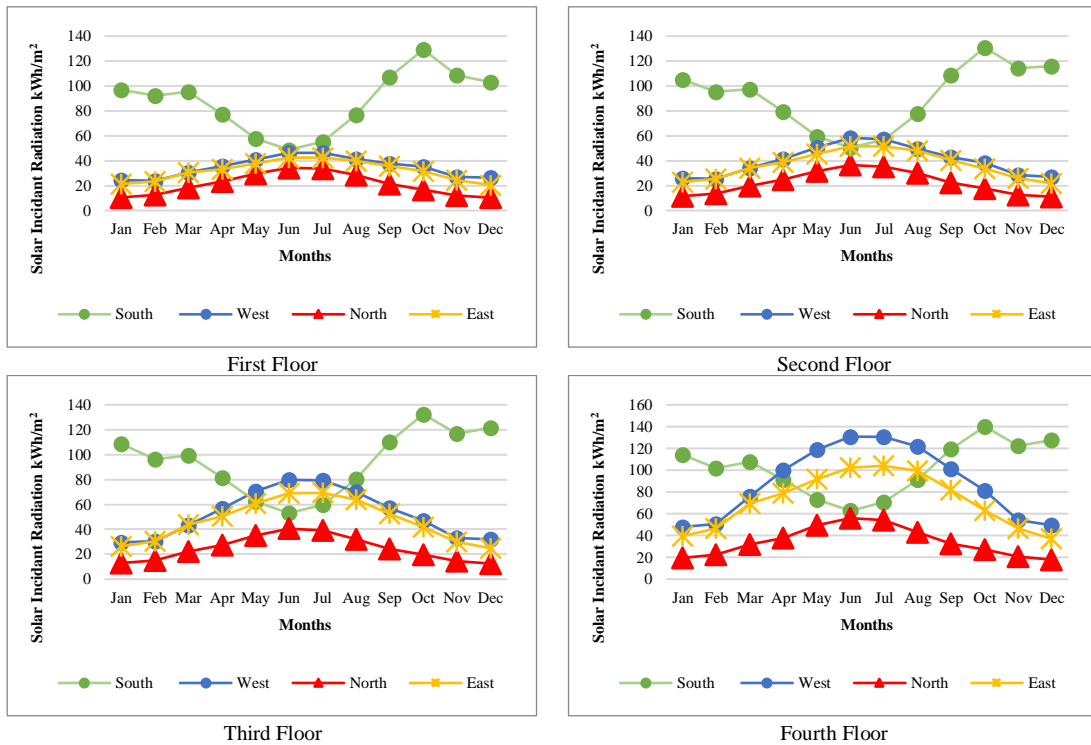 Solar Incidant Radiation kWh/m²
140
120
100
80
60
40
20
0
Jan Feb Mar Apr May Jun Jul Aug Sep Oct Nov Dec
Months
South West North East
First Floor
Solar Incidant Radiation kWh/m²
140
120
100
80
60
40
20
0
Jan Feb Mar Apr May Jun Jul Aug Sep Oct Nov Dec
Months
South West North East
Second Floor
Solar Incidant Radiation kWh/m²
140
120
100
80
60
40
20
0
Jan Feb Mar Apr May Jun Jul Aug Sep Oct Nov Dec
Months
South West North East
Third Floor
Solar Incidant Radiation kWh/m²
160
140
120
100
80
60
40
20
0
Jan Feb Mar Apr May Jun Jul Aug Sep Oct Nov Dec
Months
South West North East
Fourth Floor